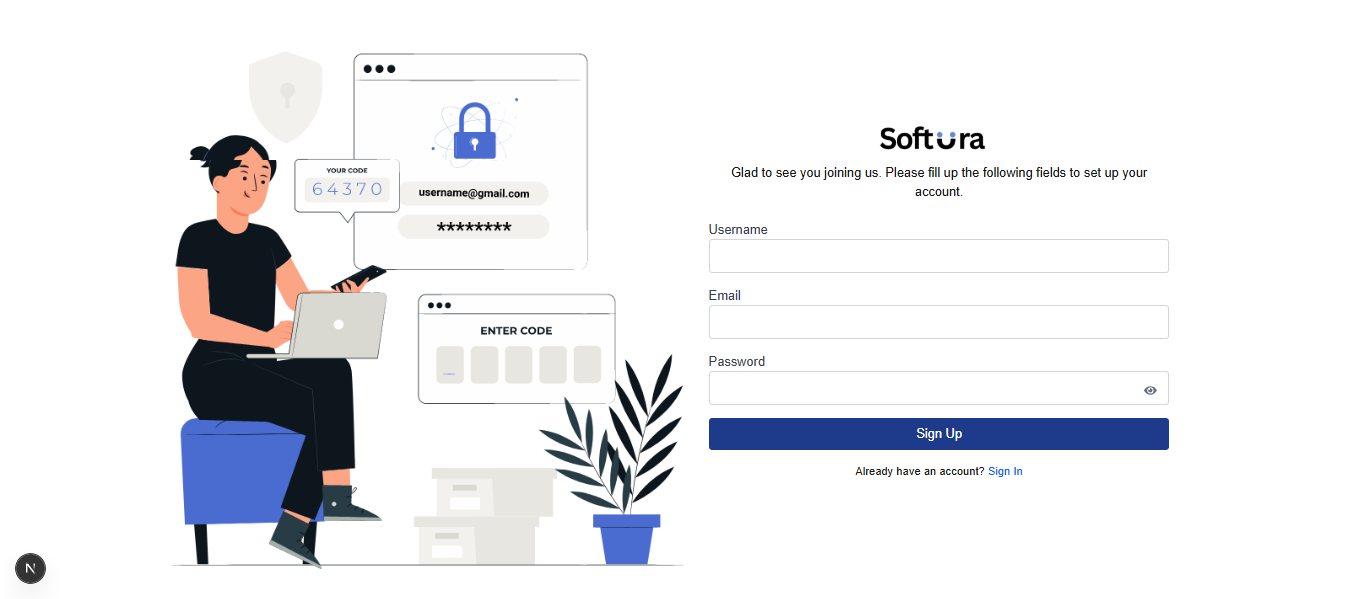 YOUR CODE
64370
username@gmail.com
********
ENTER CODE
Softura
Glad to see you joining us. Please fill up the following fields to set up your
account.
Username
Email
Password
Sign Up
Already have an account? Sign In
N